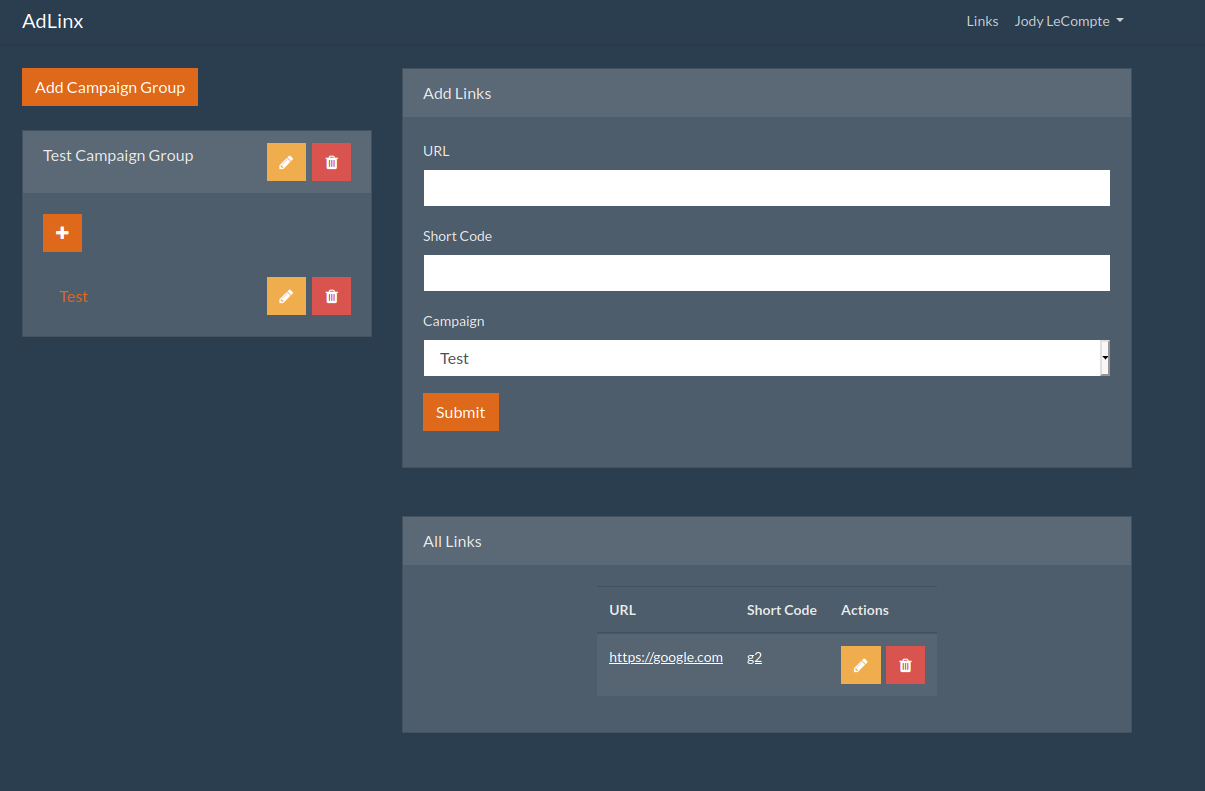 AdLinx
Links
Jody LeCompte
Add Campaign Group
Test Campaign Group
Test
Add Links
URL
Short Code
Campaign
Test
Submit
All Links
URL Short Code Actions
https://google.com g2